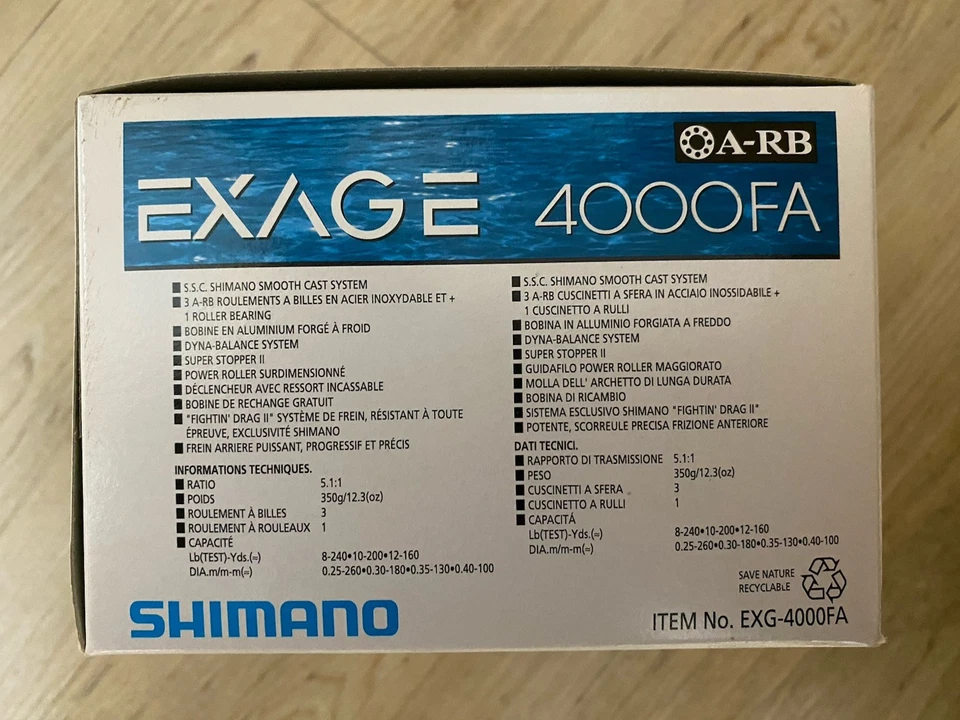 A-RB
EXAGE 4000FA
■ S.S.C. SHIMANO SMOOTH CAST SYSTEM
■ 3 A-RB ROULEMENTS A BILLES EN ACIER INOXYDABLE ET +
1 ROLLER BEARING
■ BOBINE EN ALUMINIUM FORGÉ À FROID
■ DYNA-BALANCE SYSTEM
■ SUPER STOPPER II
■ POWER ROLLER SURDIMENSIONNÉ
■ DÉCLENCHEUR AVEC RESSORT INCASSABLE
■ BOBINE DE RECHANGE GRATUIT
■ "FIGHTIN' DRAG II" SYSTÈME DE FREIN, RÉSISTANT À TOUTE
ÉPREUVE, EXCLUSIVITÉ SHIMANO
■ FREIN ARRIERE PUISSANT, PROGRESSIF ET PRÉCIS
INFORMATIONS TECHNIQUES.
■ RATIO 5.1:1
■ POIDS 350g/12.3(oz)
■ ROULEMENT À BILLES 3
■ ROULEMENT À ROULEAUX 1
■ CAPACITÉ
Lb(TEST)-Yds.(≈) 8-240•10-200•12-160
DIA.m/m-m(≈) 0.25-260•0.30-180•0.35-130•0.40-100
■ S.S.C. SHIMANO SMOOTH CAST SYSTEM
■ 3 A-RB CUSCINETTI A SFERA IN ACCIAIO INOSSIDABILE +
1 CUSCINETTO A RULLI
■ BOBINA IN ALLUMINIO FORGIATA A FREDDO
■ DYNA-BALANCE SYSTEM
■ SUPER STOPPER II
■ GUIDAFILO POWER ROLLER MAGGIORATO
■ MOLLA DELL' ARCHETTO DI LUNGA DURATA
■ BOBINA DI RICAMBIO
■ SISTEMA ESCLUSIVO SHIMANO "FIGHTIN' DRAG II"
■ POTENTE, SCORREULE PRECISA FRIZIONE ANTERIORE
DATI TECNICI.
■ RAPPORTO DI TRASMISSIONE 5.1:1
■ PESO 350g/12.3(oz)
■ CUSCINETTI A SFERA 3
■ CUSCINETTO A RULLI 1
■ CAPACITÁ
Lb(TEST)-Yds.(≈) 8-240•10-200•12-160
DIA.m/m-m(≈) 0.25-260•0.30-180•0.35-130•0.40-100
SAVE NATURE
RECYCLABLE
SHIMANO
ITEM No. EXG-4000FA